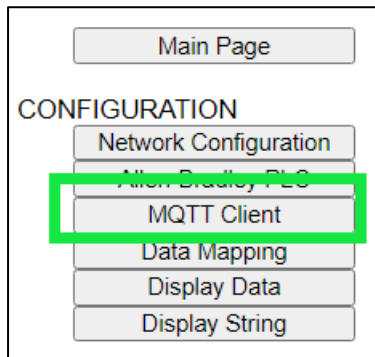 Main Page
CONFIGURATION
Network Configuration
Allen Bradley PLC
MQTT Client
Data Mapping
Display Data
Display String